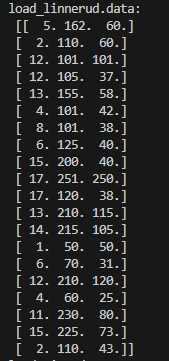 load_linnerud.data:
[[  5. 162.  60.]
[  2. 110.  60.]
[ 12. 101. 101.]
[ 12. 105.  37.]
[ 13. 155.  58.]
[  4. 101.  42.]
[  8. 101.  38.]
[  6. 125.  40.]
[ 15. 200.  40.]
[ 17. 251. 250.]
[ 17. 120.  38.]
[ 13. 210. 115.]
[ 14. 215. 105.]
[  1.  50.  50.]
[  6.  70.  31.]
[ 12. 210. 120.]
[  4.  60.  25.]
[ 11. 230.  80.]
[ 15. 225.  73.]
[  2. 110.  43.]]